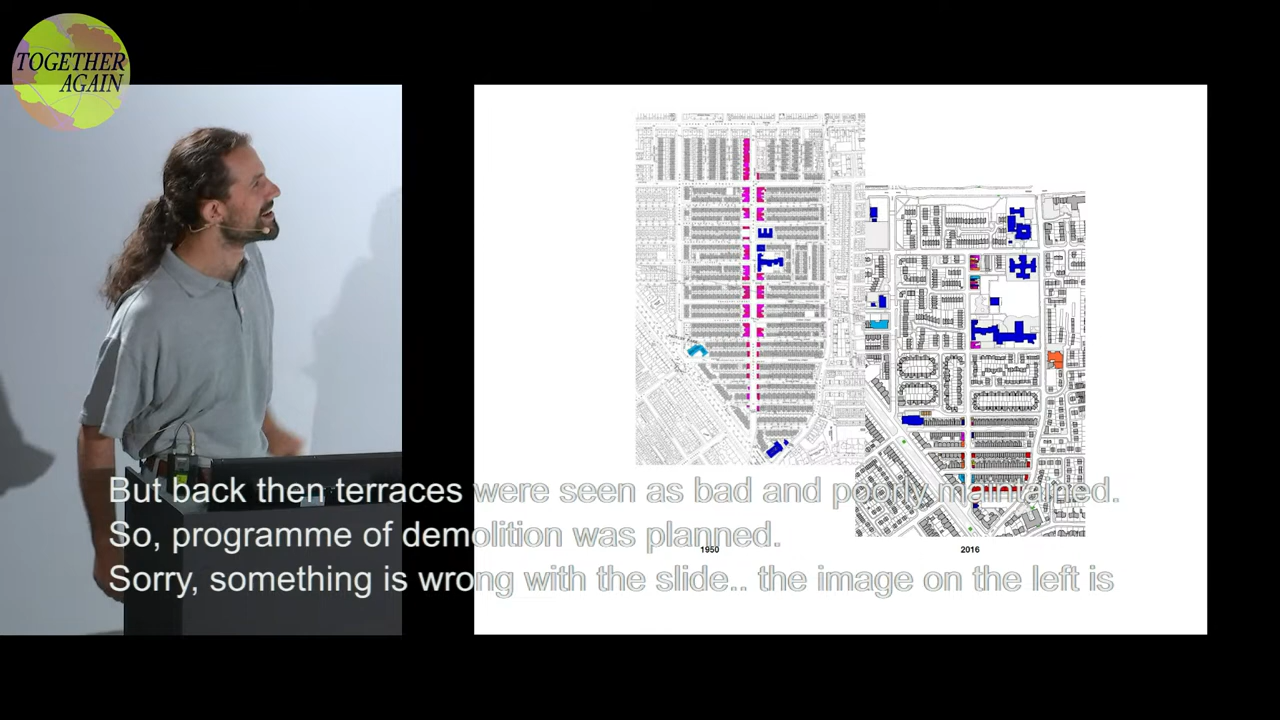 TOGETHER
AGAIN
But back then terraces were seen as bad and poorly maintained.
So, programme of demolition was planned.
1950
2016
Sorry, something is wrong with the slide.. the image on the left is